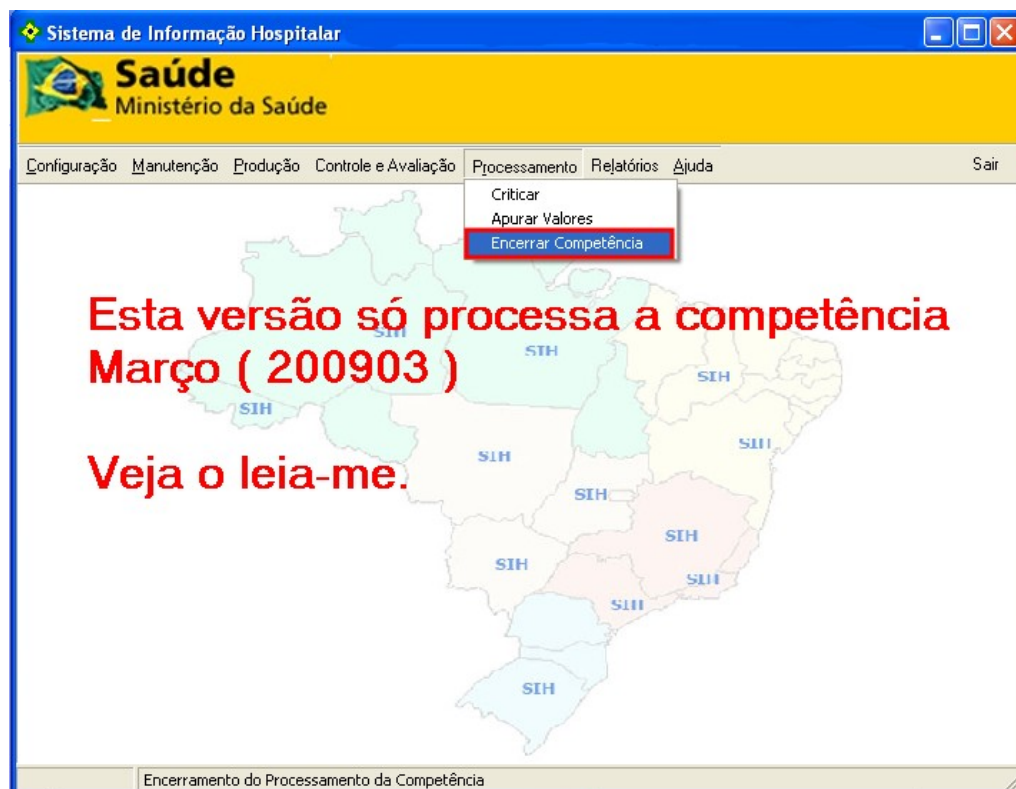 Sistema de Informação Hospitalar
Saúde
Ministério da Saúde
Configuração Manutenção Produção Controle e Avaliação Processamento Relatórios Ajuda Sair
Criticar
Apurar Valores
Encerrar Competência
Esta versão só processa a competência
Março ( 200903 )
Veja o leia-me.
SIH
SIH
SIH
SIH
SIH
SIH
SIH
SIH
SIH
SIH
SIH
SIH
Encerramento do Processamento da Competência